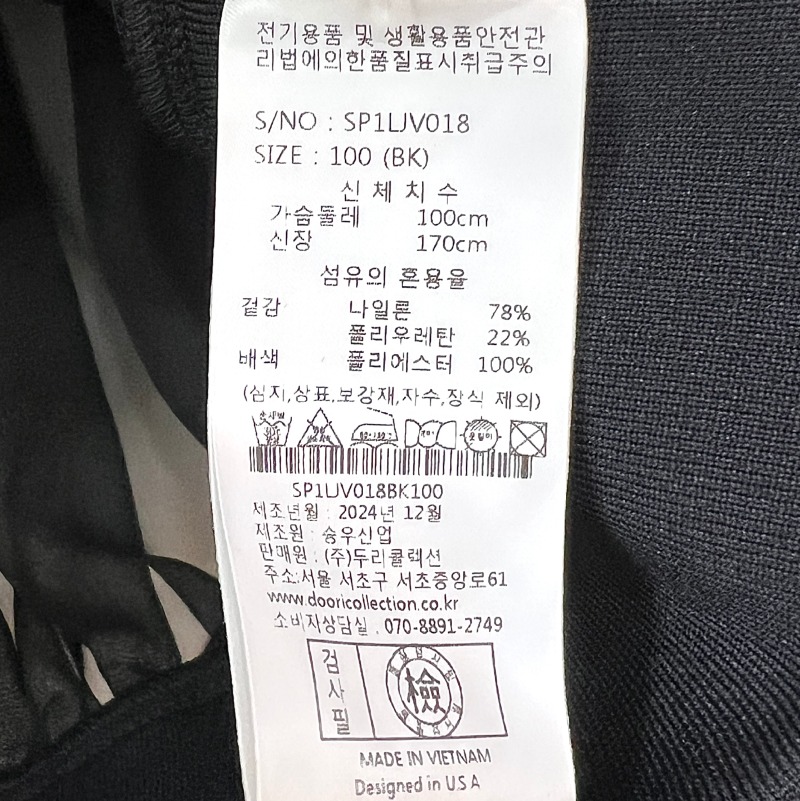 전기용품 및 생활용품안전관
리법에의한품질표시취급주의
S/NO : SP1LJV018
SIZE : 100 (BK)
신 체 치 수
가슴둘레 100cm
신장 170cm
섬유의 혼용율
겉감 나일론 78%
폴리우레탄 22%
배색 폴리에스터 100%
(심지,상표,보강재,자수,장식 제외)
SP1LJV018BK100
제조년월 : 2024년 12월
제조원 : 승우신업
판매원 : (주)두리콜렉션
주소:서울 서초구 서초중앙로61
www.dooricollection.co.kr
소비자상담실 . 070-8891-2749
검사필
檢
MADE IN VIETNAM
Designed in U.S.A